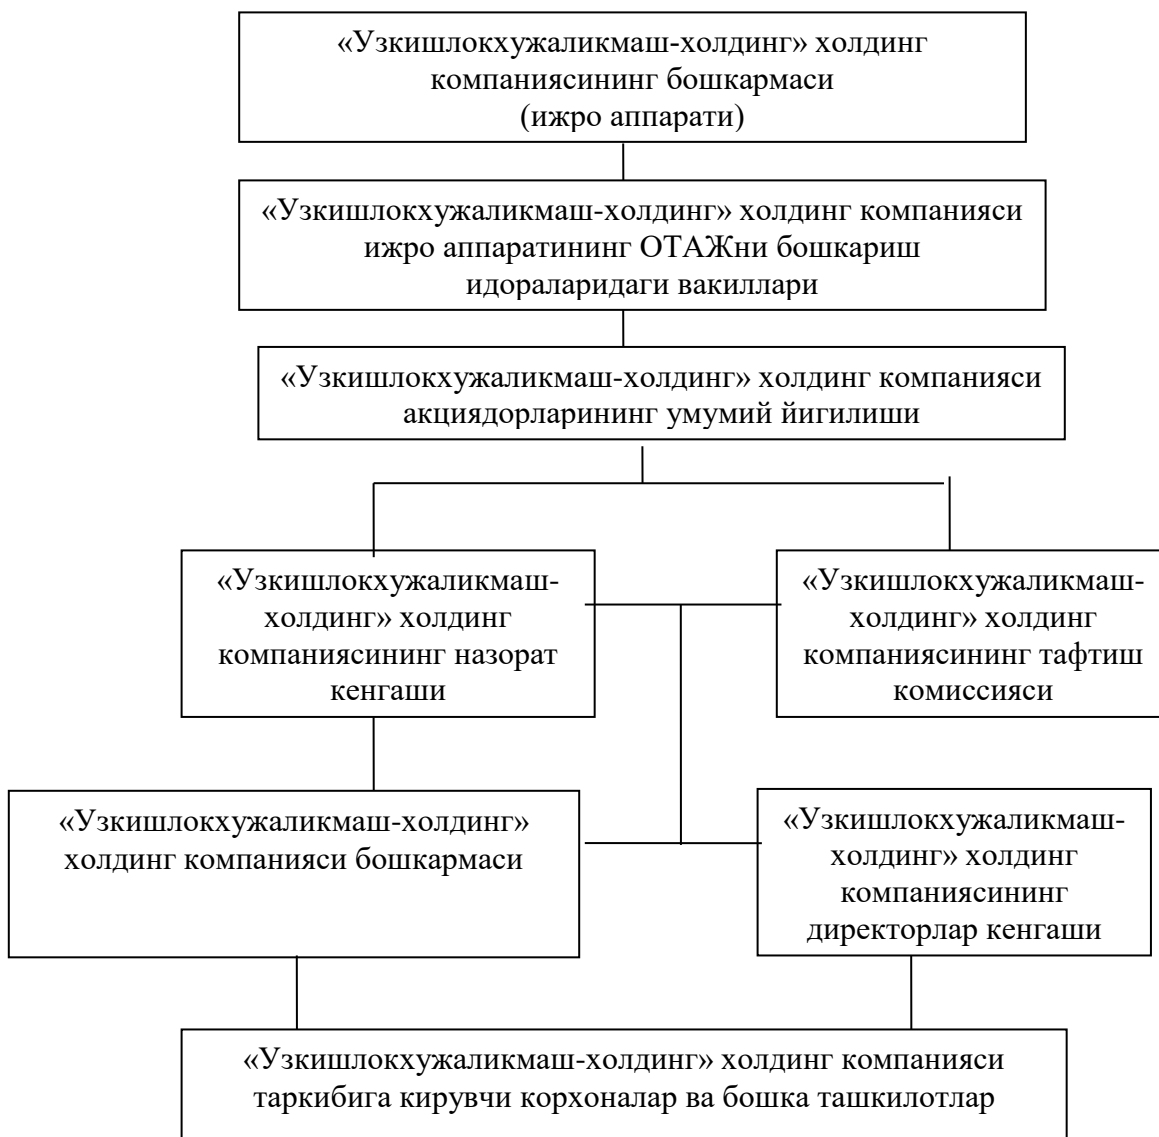 «Узкишлокхужаликмаш-холдинг» холдинг
компаниясининг бошкармаси
(ижро аппарати)
«Узкишлокхужаликмаш-холдинг» холдинг компанияси
ижро аппаратининг ОТАЖни бошкариш
идораларидаги вакиллари
«Узкишлокхужаликмаш-холдинг» холдинг компанияси
акциядорларининг умумий йигилиши
«Узкишлокхужаликмаш-
холдинг» холдинг
компаниясининг назорат
кенгаши
«Узкишлокхужаликмаш-
холдинг» холдинг
компаниясининг тафтиш
комиссияси
«Узкишлокхужаликмаш-холдинг»
холдинг компанияси бошкармаси
«Узкишлокхужаликмаш-
холдинг» холдинг
компаниясининг
директорлар кенгаши
«Узкишлокхужаликмаш-холдинг» холдинг компанияси
таркибига кирувчи корхоналар ва бошка ташкилотлар